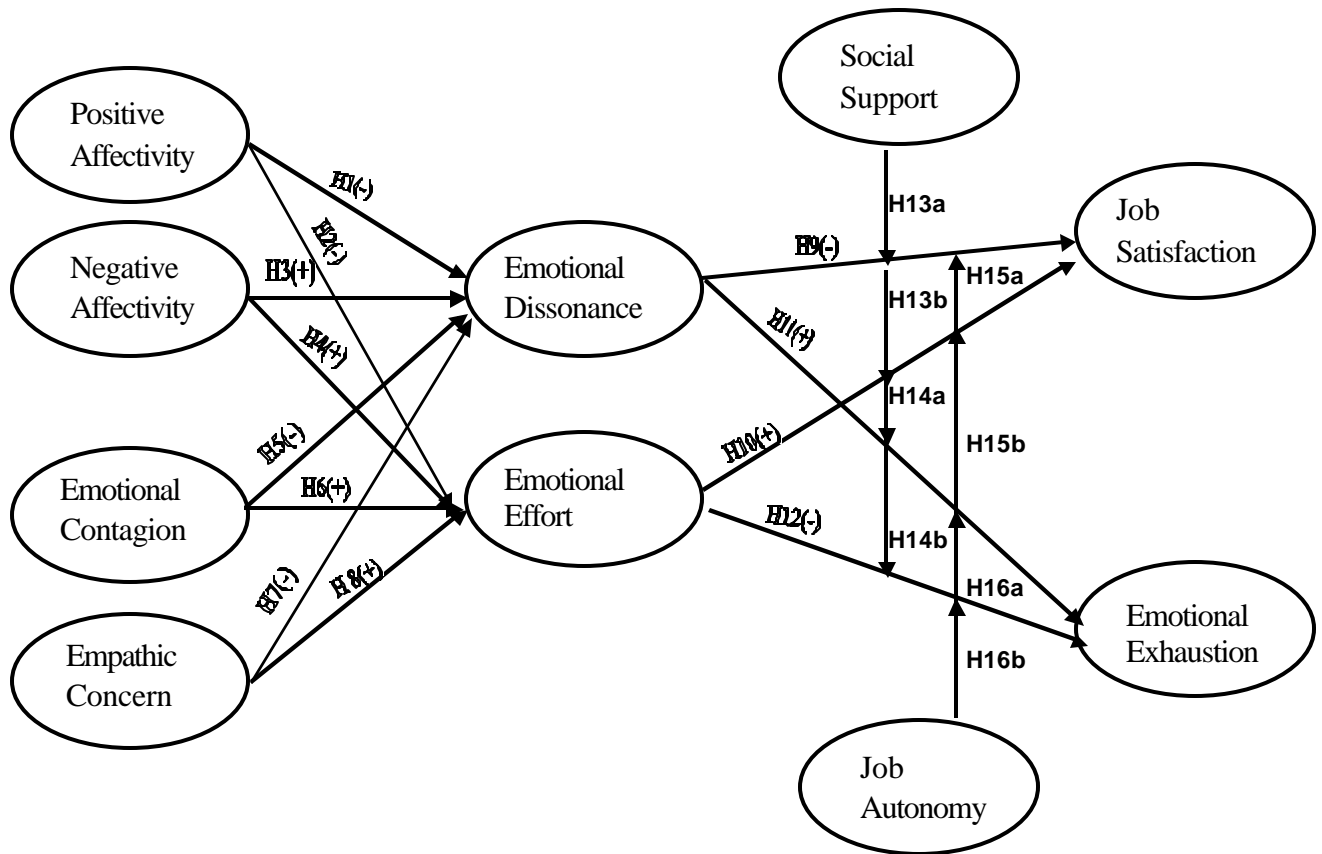 Social
Support
Positive
Affectivity
H1(-)
H2(-)
H13a
Job
Satisfaction
H9(-)
Negative
Affectivity
H3(+)
Emotional
Dissonance
H15a
H13b
H11(+)
H4(+)
H14a
H5(-)
H10(+)
H15b
Emotional
Contagion
H6(+)
Emotional
Effort
H12(-)
H14b
H7(-)
H8(+)
H16a
Emotional
Exhaustion
Empathic
Concern
H16b
Job
Autonomy